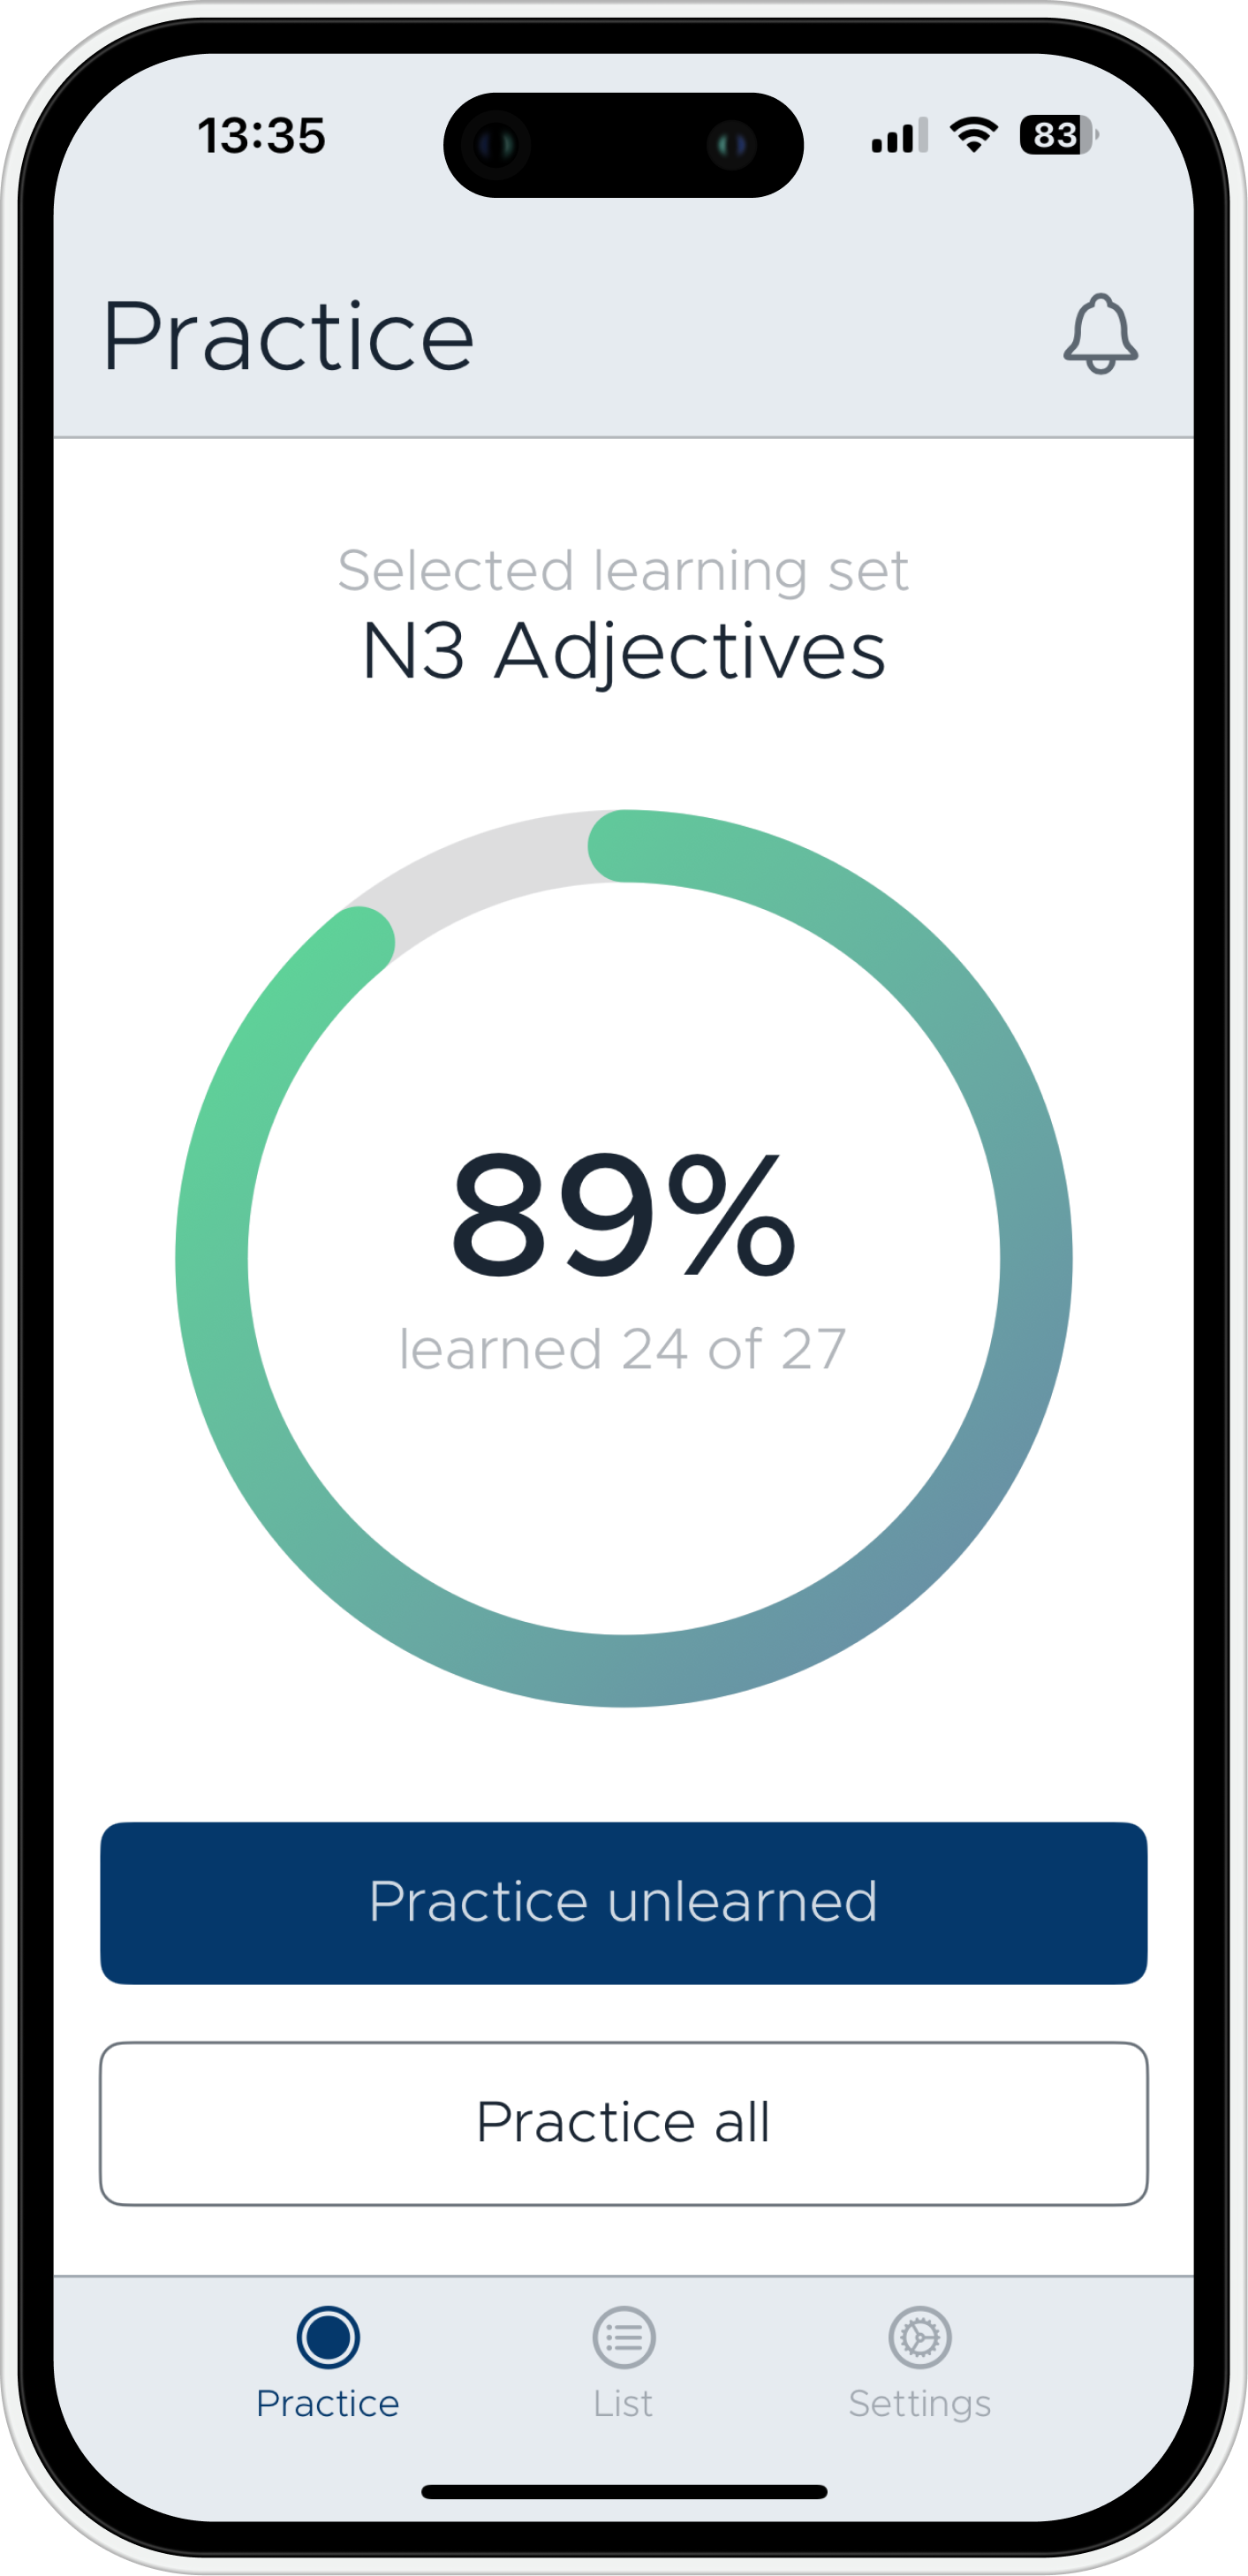 13:35
83
Practice
Selected learning set
N3 Adjectives
89%
learned 24 of 27
Practice unlearned
Practice all
Practice
List
Settings